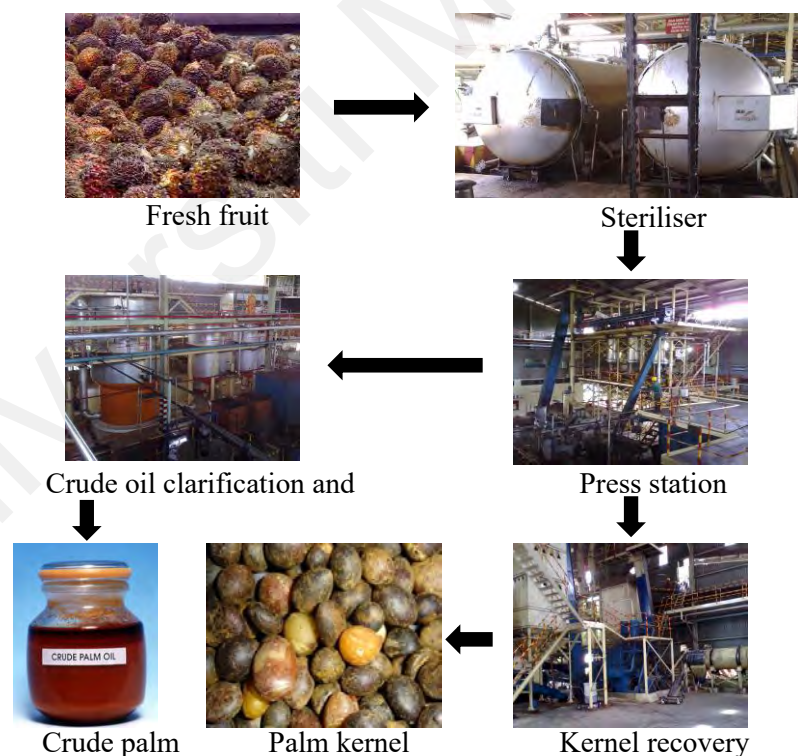 Fresh fruit
Steriliser
Crude oil clarification and
Press station
CRUDE PALM OIL
Crude palm
Palm kernel
Kernel recovery